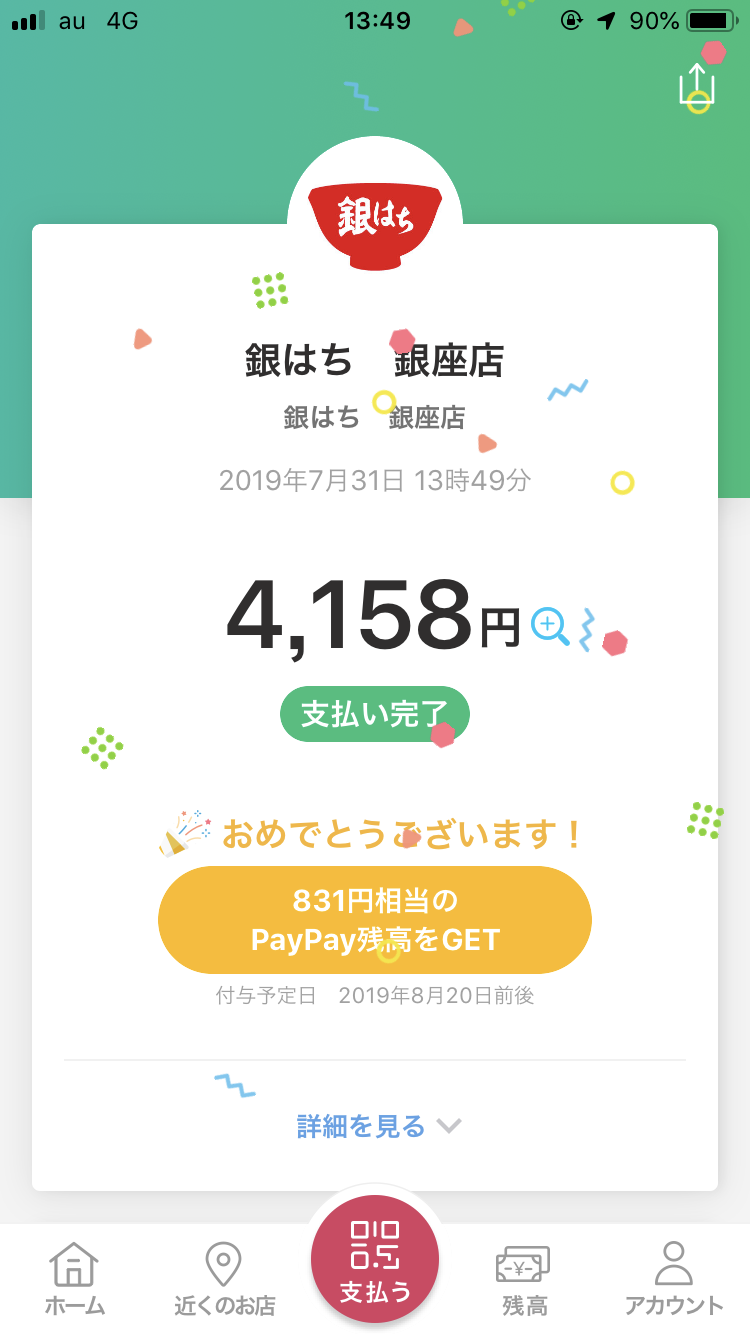 au 4G 13:49 90%
銀はち
銀はち　銀座店
銀はち　銀座店
2019年7月31日 13時49分
4,158円
支払い完了
おめでとうございます！
831円相当の
PayPay残高をGET
付与予定日　2019年8月20日前後
詳細を見る
ホーム
近くのお店
支払う
残高
アカウント